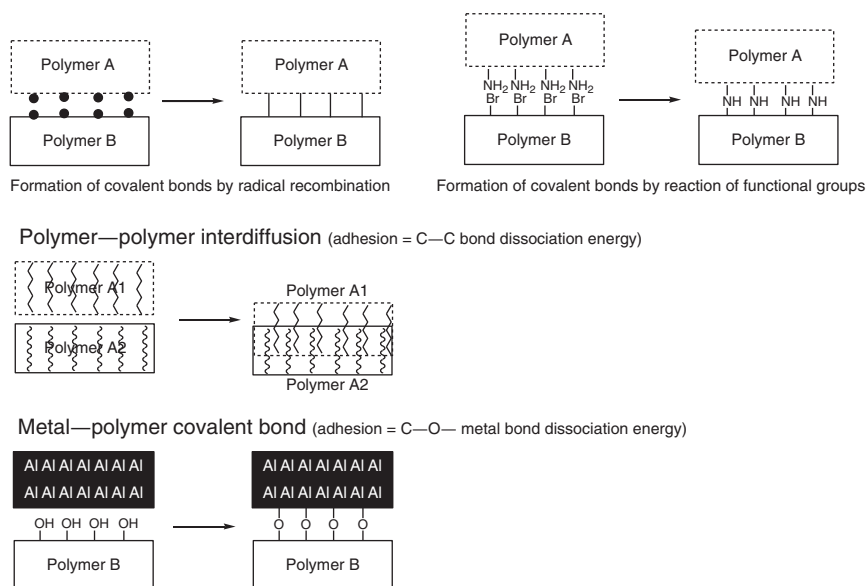 Polymer A
Polymer B
Polymer A
Polymer B
Formation of covalent bonds by radical recombination
Polymer A
NH2 NH2 NH2 NH2
Br Br Br Br
Polymer B
Polymer A
NH NH NH NH
Polymer B
Formation of covalent bonds by reaction of functional groups
Polymer—polymer interdiffusion (adhesion = C—C bond dissociation energy)
Polymer A1
Polymer A2
Polymer A1
Polymer A2
Metal—polymer covalent bond (adhesion = C—O— metal bond dissociation energy)
Al Al Al Al Al Al Al
Al Al Al Al Al Al Al
OH OH OH OH
Polymer B
Al Al Al Al Al Al Al
Al Al Al Al Al Al Al
O O O O
Polymer B